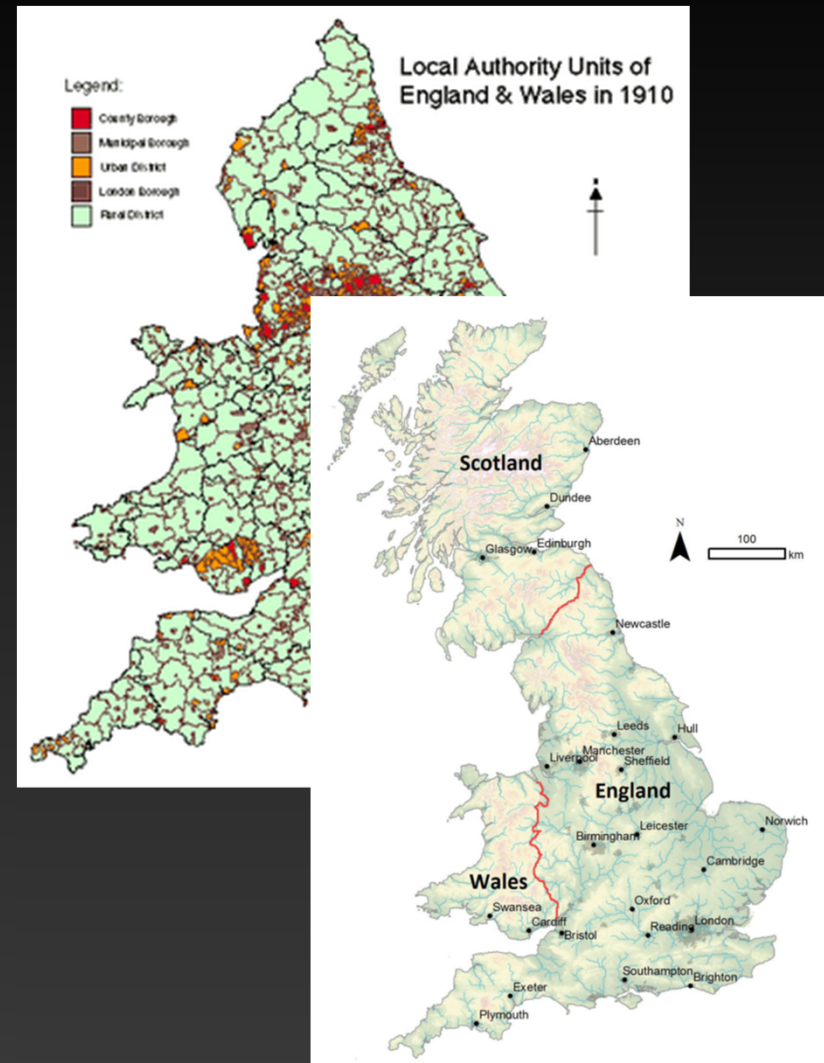 Local Authority Units of
England & Wales in 1910
Legend:
County Borough
Municipal Borough
Urban District
London Borough
Rural District
Scotland
Aberdeen
Dundee
Glasgow
Edinburgh
N
100
km
Newcastle
Leeds
Hull
Manchester
Liverpool
Sheffield
England
Norwich
Leicester
Birmingham
Cambridge
Wales
Oxford
Swansea
London
Cardiff
Reading
Bristol
Southampton
Brighton
Exeter
Plymouth